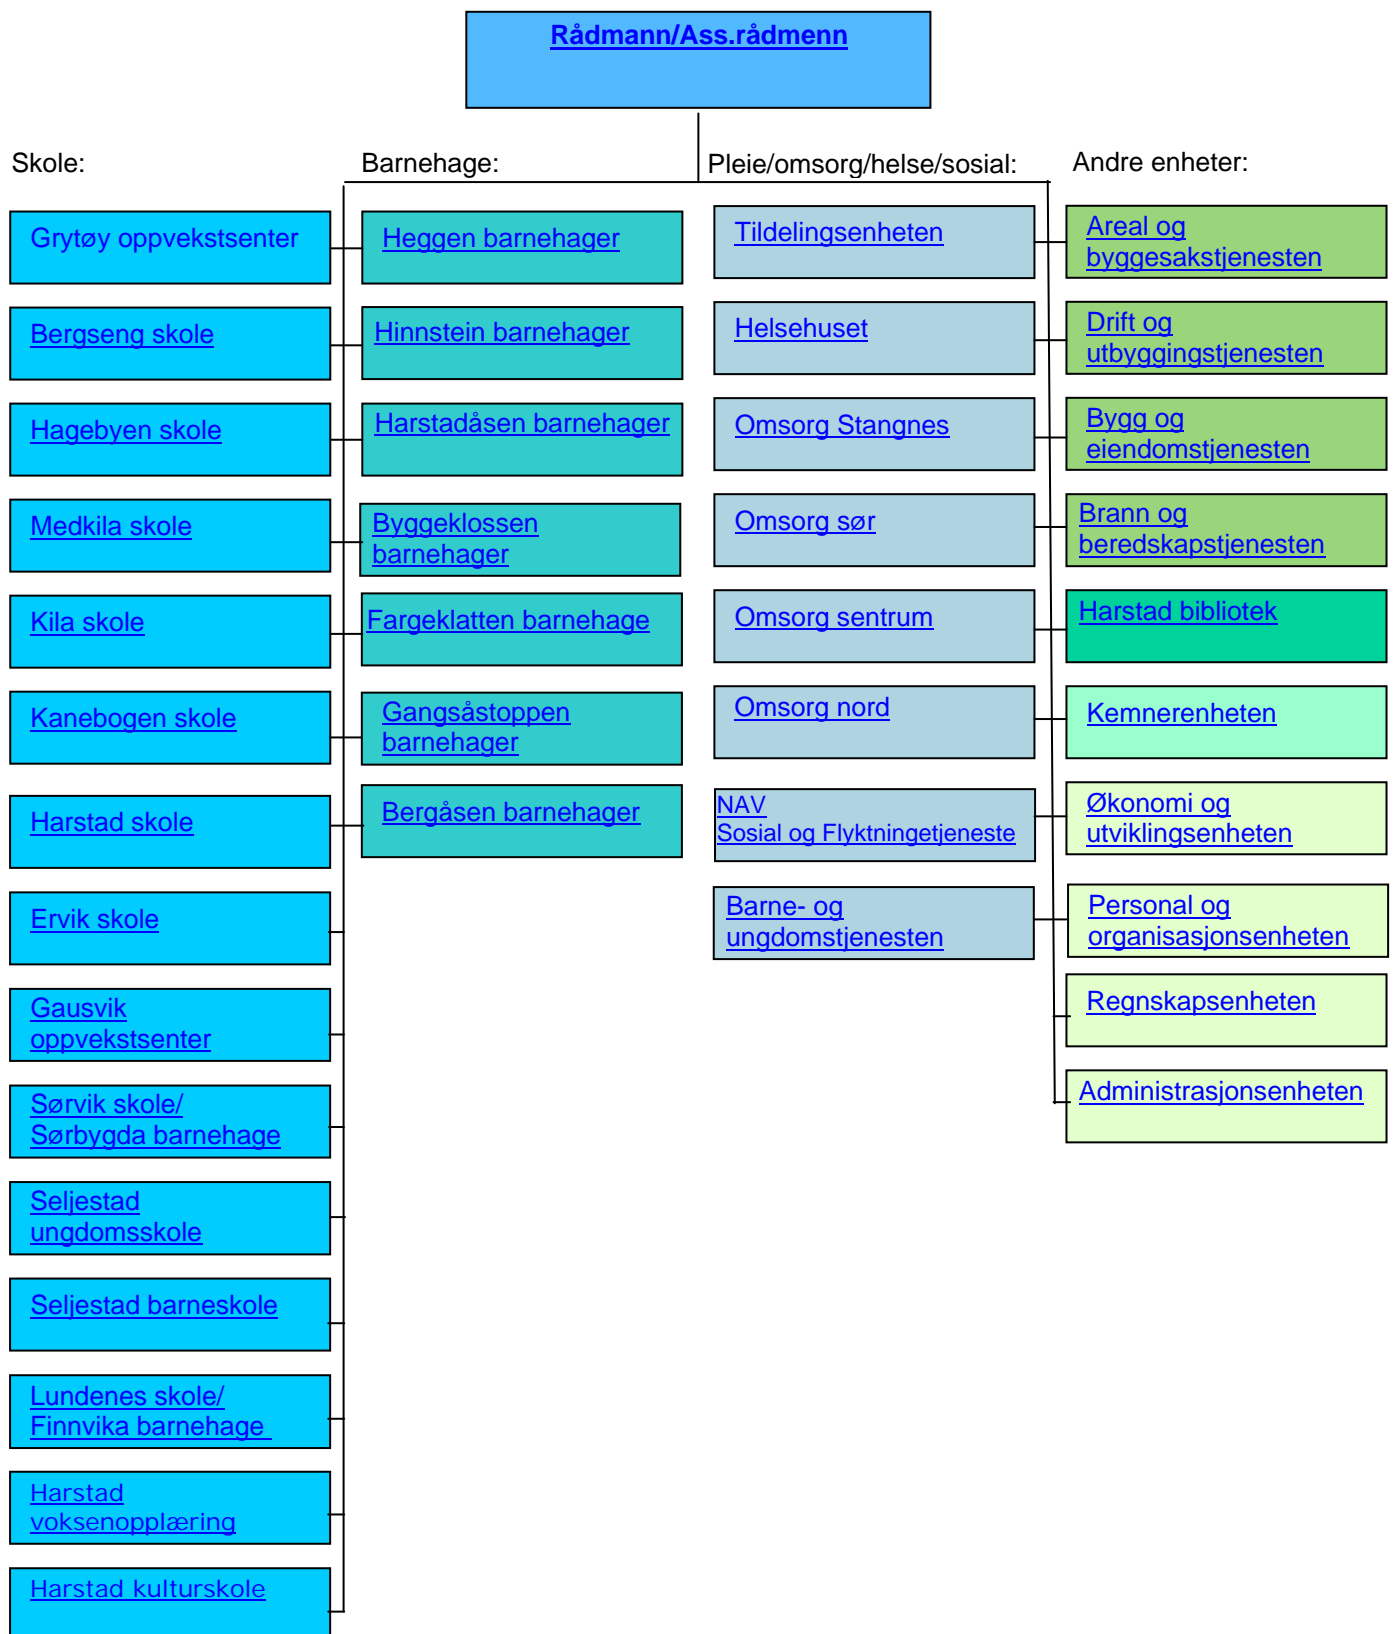 Rådmann/Ass.rådmenn
Skole:
Grytøy oppvekstsenter
Bergseng skole
Hagebyen skole
Medkila skole
Kila skole
Kanebogen skole
Harstad skole
Ervik skole
Gausvik
oppvekstsenter
Sørvik skole/
Sørbygda barnehage
Seljestad
ungdomsskole
Seljestad barneskole
Lundenes skole/
Finnvika barnehage
Harstad
voksenopplæring
Harstad kulturskole
Barnehage:
Heggen barnehager
Hinnstein barnehager
Harstadåsen barnehager
Byggeklossen
barnehager
Fargeklatten barnehage
Gangsåstoppen
barnehager
Bergåsen barnehager
Pleie/omsorg/helse/sosial:
Tildelingsenheten
Helsehuset
Omsorg Stangnes
Omsorg sør
Omsorg sentrum
Omsorg nord
NAV
Sosial og Flyktningetjeneste
Barne- og
ungdomstjenesten
Andre enheter:
Areal og
byggesakstjenesten
Drift og
utbyggingstjenesten
Bygg og
eiendomstjenesten
Brann og
beredskapstjenesten
Harstad bibliotek
Kemnerenheten
Økonomi og
utviklingsenheten
Personal og
organisasjonsenheten
Regnskapsenheten
Administrasjonsenheten